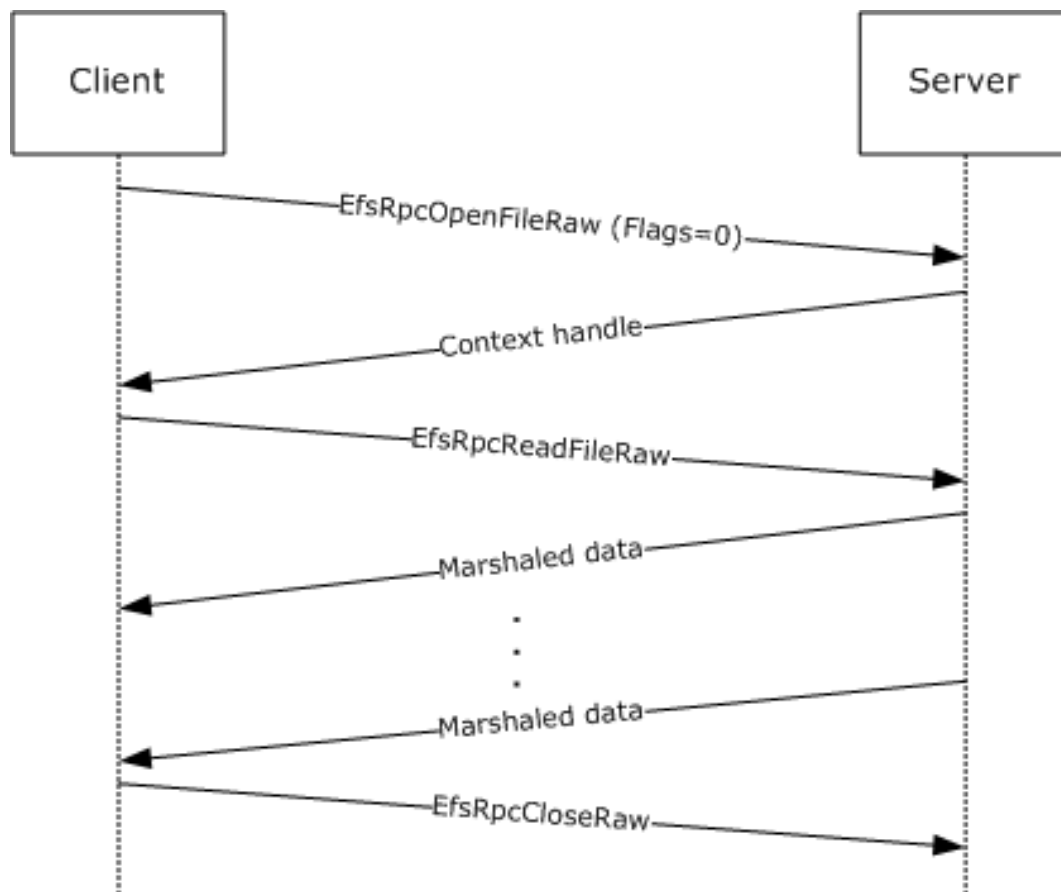 Client
Server
EfsRpcOpenFileRaw (Flags=0)
Context handle
EfsRpcReadFileRaw
Marshaled data
Marshaled data
EfsRpcCloseRaw